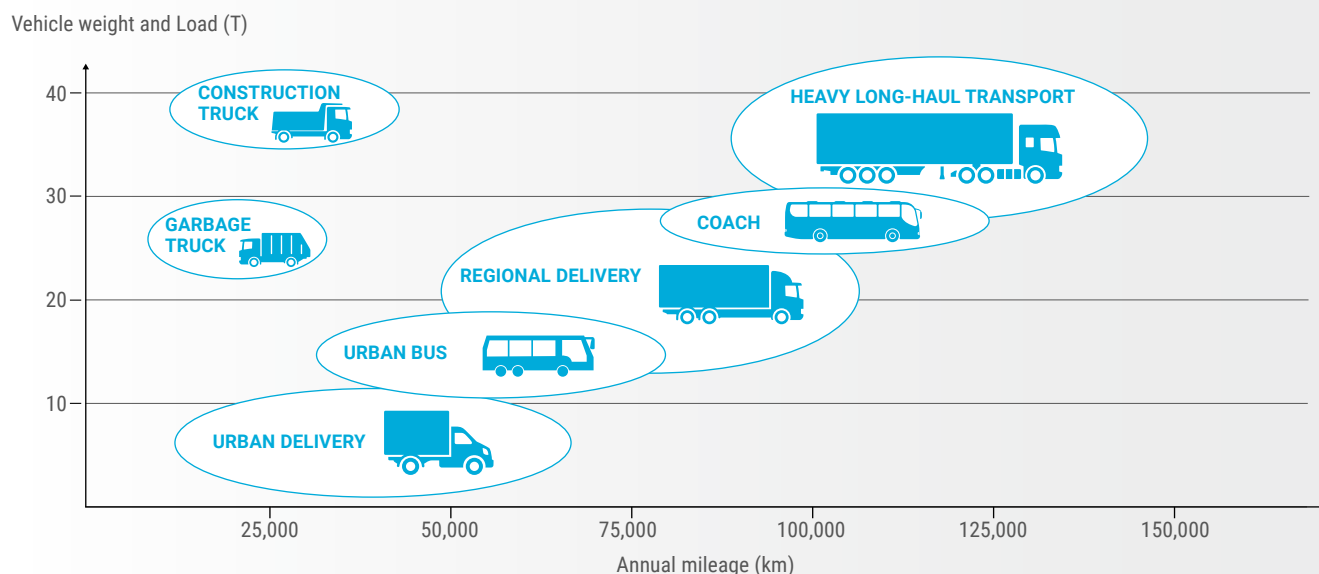 Vehicle weight and Load (T)
40
30
20
10
CONSTRUCTION
TRUCK
HEAVY LONG-HAUL TRANSPORT
GARBAGE
TRUCK
COACH
REGIONAL DELIVERY
URBAN BUS
URBAN DELIVERY
25,000
50,000
75,000
100,000
125,000
150,000
Annual mileage (km)